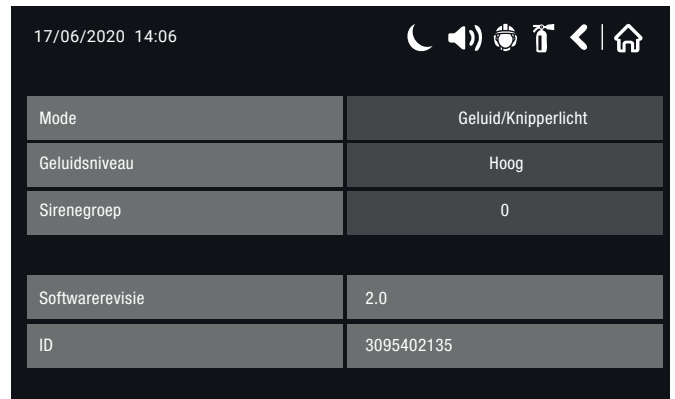 17/06/2020 14:06
Mode Geluid/Knipperlicht
Geluidsniveau Hoog
Sirenegroep 0
Softwarerevisie 2.0
ID 3095402135